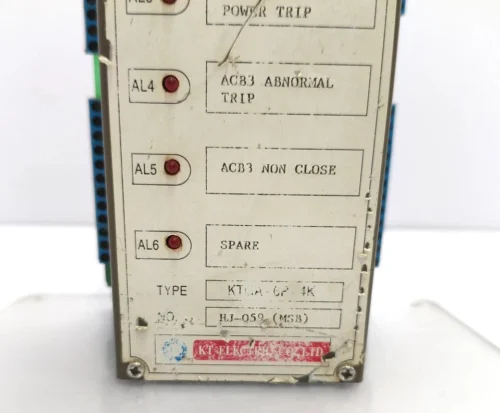 POWER TRIP
AL4
ACB3 ABNORMAL
TRIP
AL5
ACB3 NON CLOSE
AL6
SPARE
TYPE
NO.
HJ-059 (MSB)